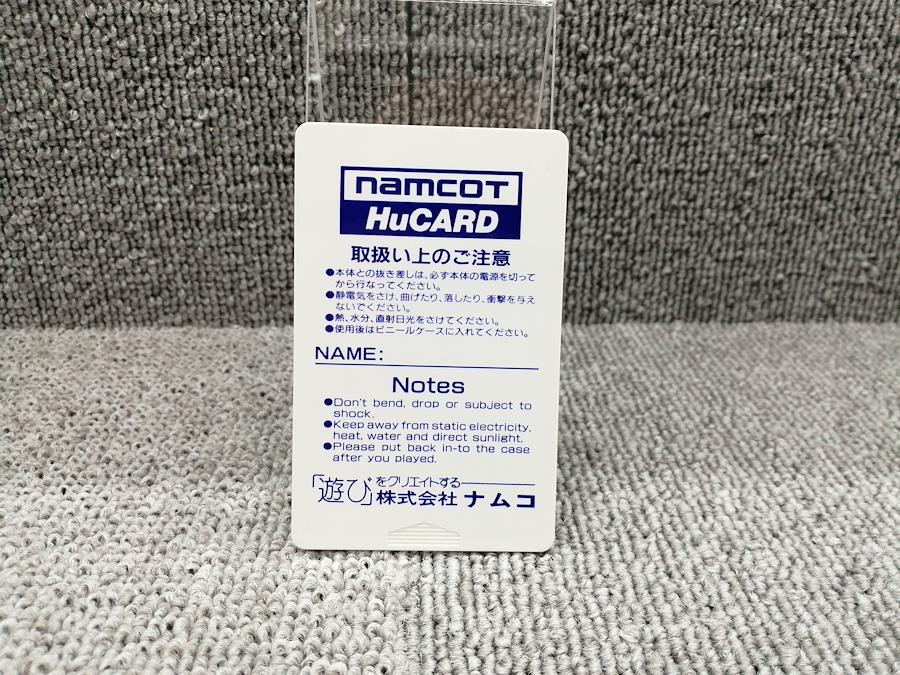 namcoT
HuCARD
取扱い上のご注意
●本体との抜き差しは、必ず本体の電源を切って
から行なってください。
●静電気をさけ、曲げたり、落したり、衝撃を与え
ないでください。
●熱、水分、直射日光をさけてください。
●使用後はビニールケースに入れてください。
NAME:
Notes
●Don't bend, drop or subject to
shock.
●Keep away from static electricity,
heat, water and direct sunlight.
●Please put back in-to the case
after you played.
「遊び」をクリエイトする
株式会社ナムコ